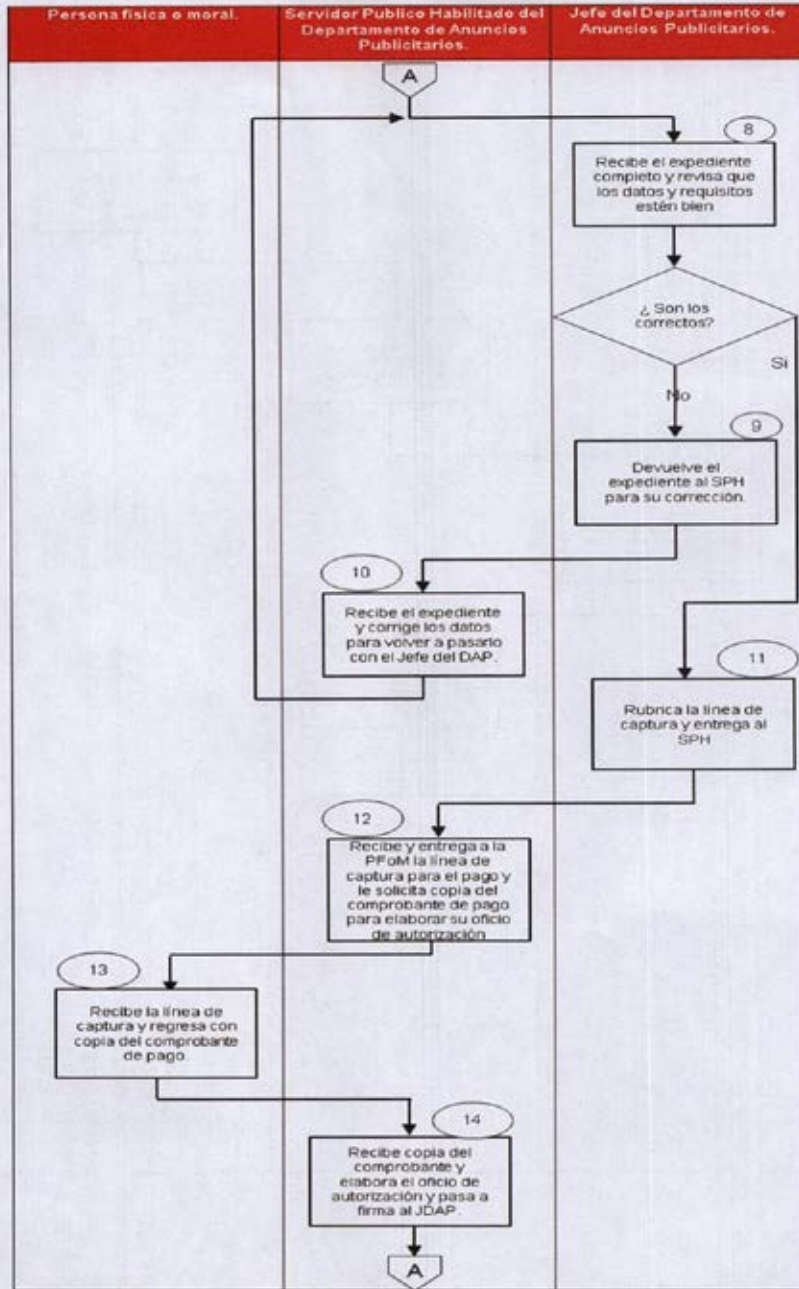 Persona fisica o moral.
Servidor Publico Habilitado del
Departamento de Anuncios
Publicitarios.
Jefe del Departamento de
Anuncios Publicitarios.
A
8
Recibe el expediente
completo y revisa que
los datos y requisitos
estén bien
¿ Son los
correctos?
Si
No
9
Devuelve el
expediente al SPH
para su corrección.
10
Recibe el expediente
y corrige los datos
para volver a pasarlo
con el Jefe del DAP.
11
Rubrica la línea de
captura y entrega al
SPH
12
Recibe y entrega a la
PFoM la línea de
captura para el pago y
le solicita copia del
comprobante de pago
para elaborar su oficio
de autorización
13
Recibe la línea de
captura y regresa con
copia del comprobante
de pago.
14
Recibe copia del
comprobante y
elabora el oficio de
autorización y pasa a
firma al JDAP.
A